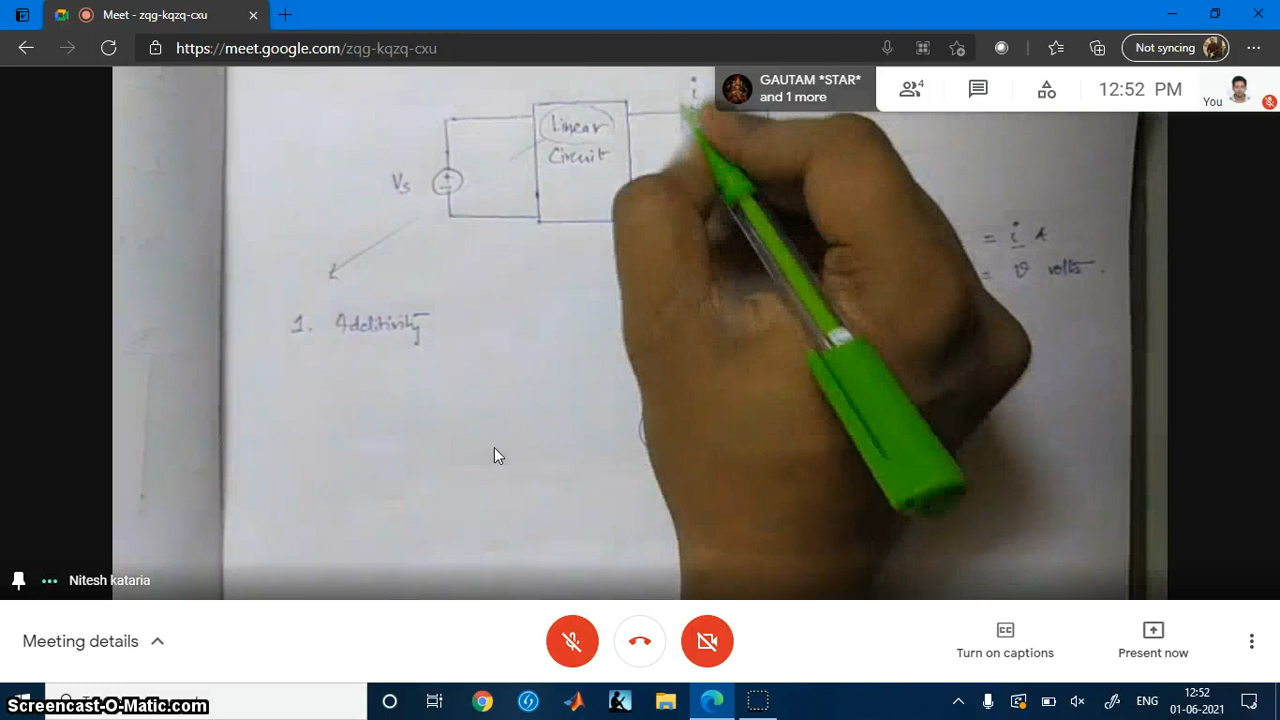 Meet - zqg-kqzq-cxu
https://meet.google.com/zqg-kqzq-cxu
Not syncing
GAUTAM *STAR*
and 1 more
4
12:52 PM
You
i
Linear
Circuit
Vs
+
-
= i A
= v volts.
1. Additivity
Nitesh kataria
Meeting details
CC
Turn on captions
Present now
Screencast-O-Matic.com
ENG
12:52
01-06-2021